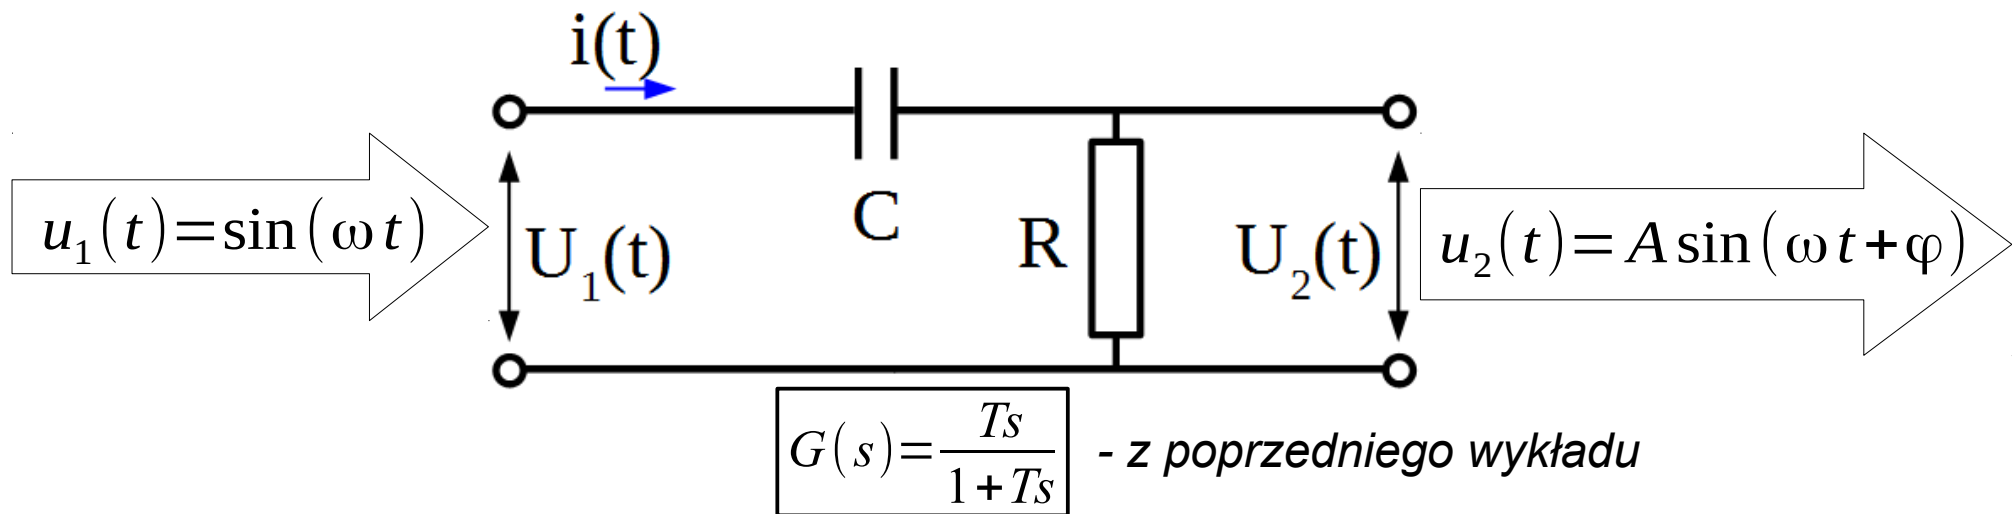 i(t)
u₁(t)=sin(ωt)
U₁(t)
C
R
U₂(t)
u₂(t)=A sin(ωt+φ)
G(s)=Ts/(1+Ts) - z poprzedniego wykładu